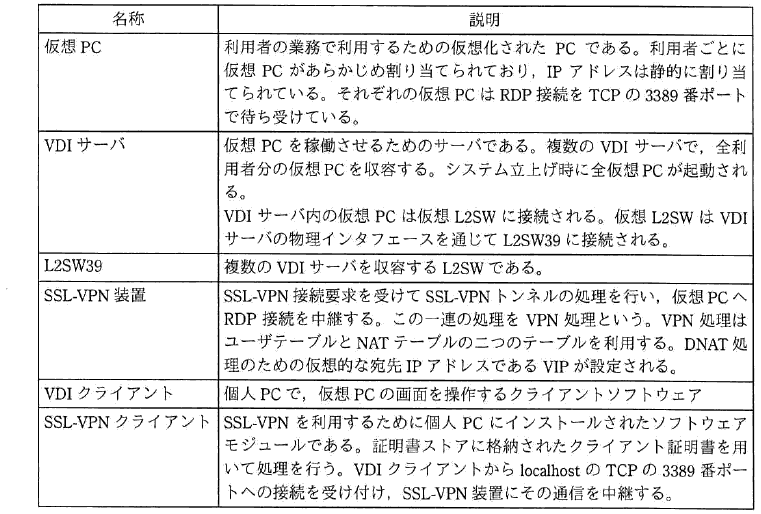 名称 説明
仮想 PC 利用者の業務で利用するための仮想化された PC である。利用者ごとに
仮想 PC があらかじめ割り当てられており，IP アドレスは静的に割り当
てられている。それぞれの仮想 PC は RDP 接続を TCP の 3389 番ポート
で待ち受けている。
VDI サーバ 仮想 PC を稼働させるためのサーバである。複数の VDI サーバで，全利
用者分の仮想 PC を収容する。システム立上げ時に全仮想 PC が起動され
る。
VDI サーバ内の仮想 PC は仮想 L2SW に接続される。仮想 L2SW は VDI
サーバの物理インタフェースを通じて L2SW39 に接続される。
L2SW39 複数の VDI サーバを収容する L2SW である。
SSL-VPN 装置 SSL-VPN 接続要求を受けて SSL-VPN トンネルの処理を行い，仮想 PC へ
RDP 接続を中継する。この一連の処理を VPN 処理という。VPN 処理は
ユーザテーブルと NAT テーブルの二つのテーブルを利用する。DNAT 処
理のための仮想的な宛先 IP アドレスである VIP が設定される。
VDI クライアント 個人 PC で，仮想 PC の画面を操作するクライアントソフトウェア
SSL-VPN クライアント SSL-VPN を利用するために個人 PC にインストールされたソフトウェア
モジュールである。証明書ストアに格納されたクライアント証明書を用
いて処理を行う。VDI クライアントから localhost の TCP の 3389 番ポー
トへの接続を受け付け，SSL-VPN 装置にその通信を中継する。